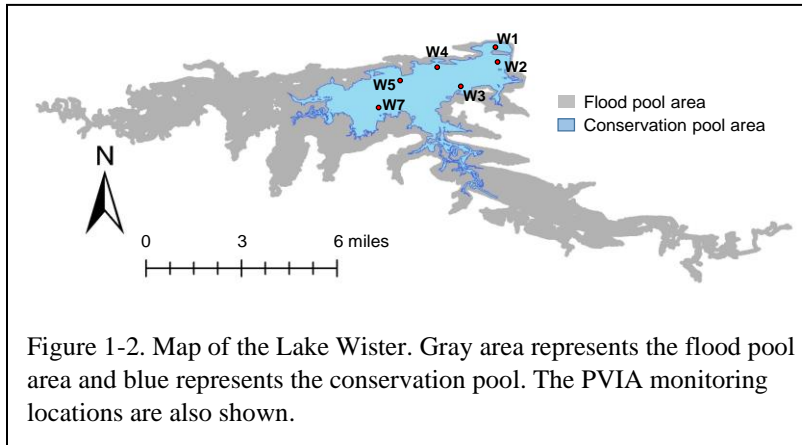 W1
W4
W2
W5
W3
W7
Flood pool area
Conservation pool area
N
0 3 6 miles
Figure 1-2. Map of the Lake Wister. Gray area represents the flood pool
area and blue represents the conservation pool. The PVIA monitoring
locations are also shown.